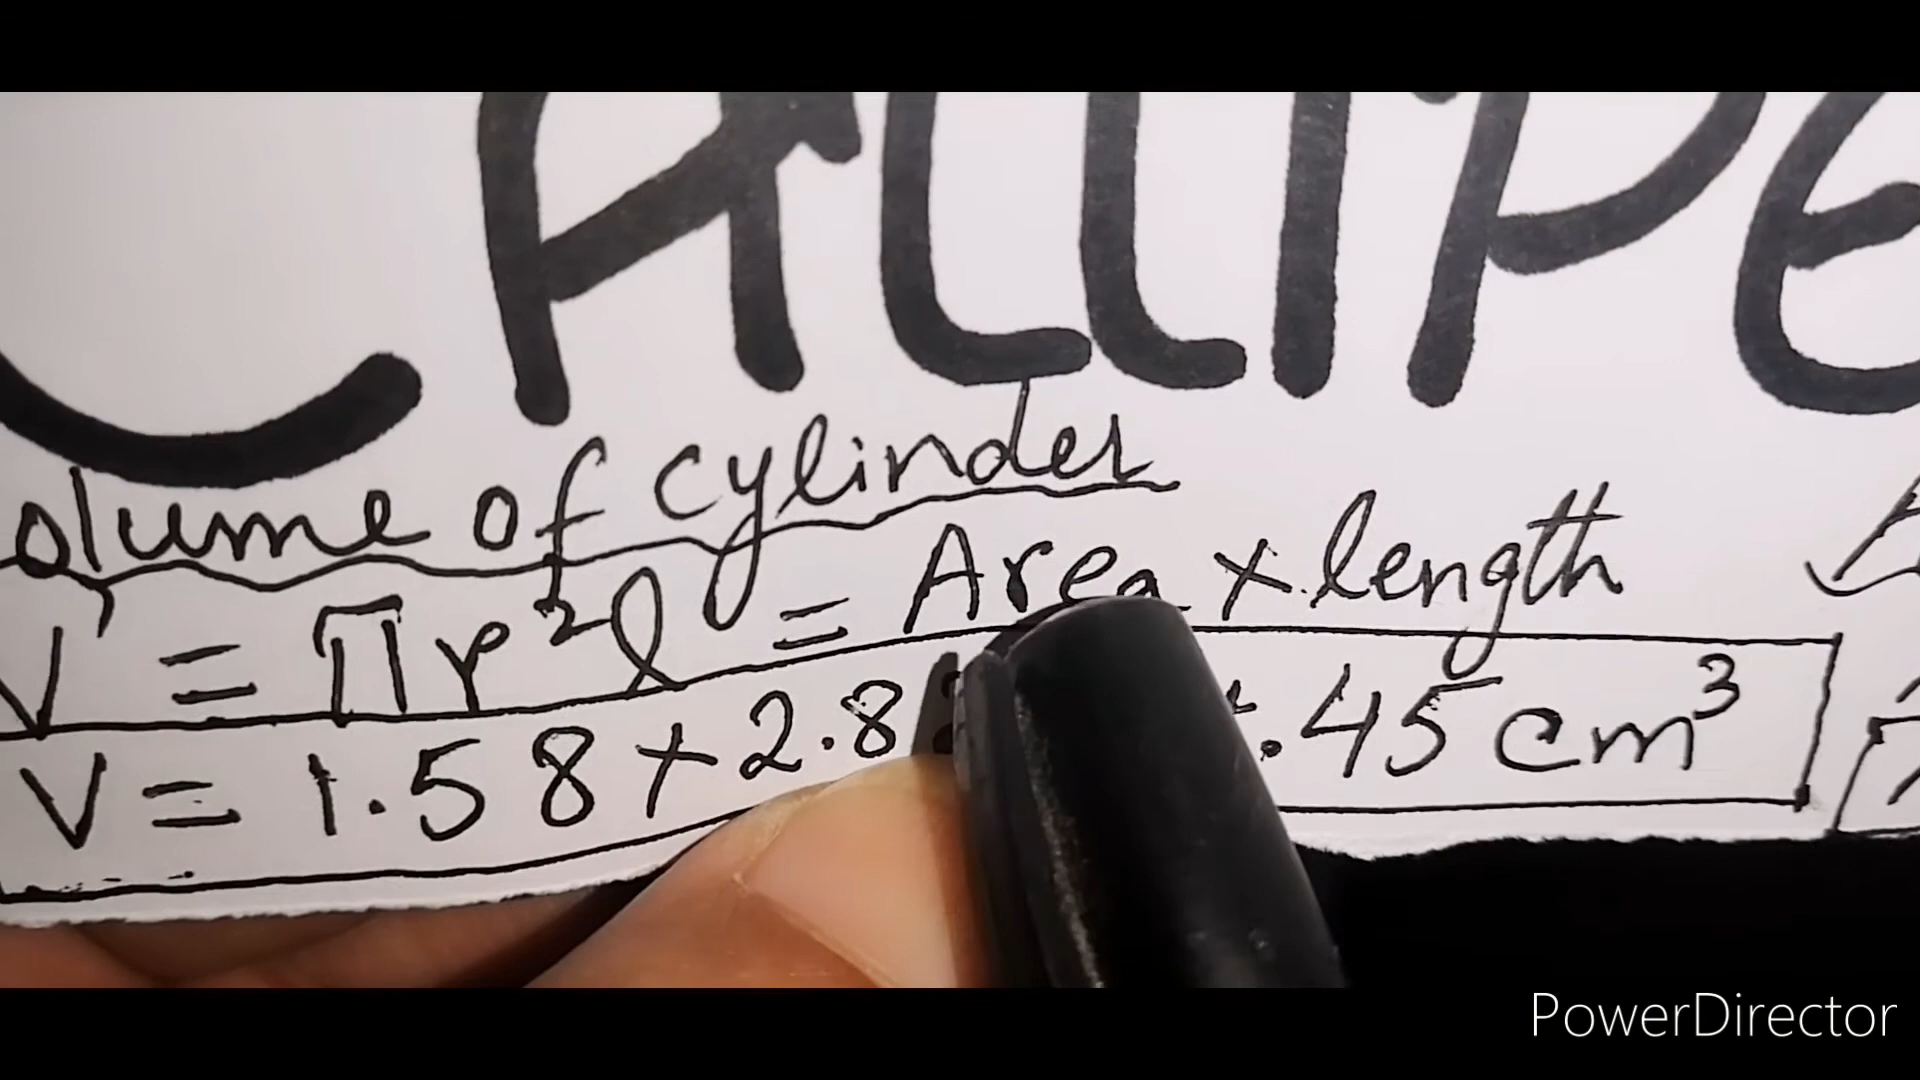 CALLIPE
olume of cylinder
V = πr²l = Area × length
V = 1.58 × 2.8 .45 cm³
PowerDirector